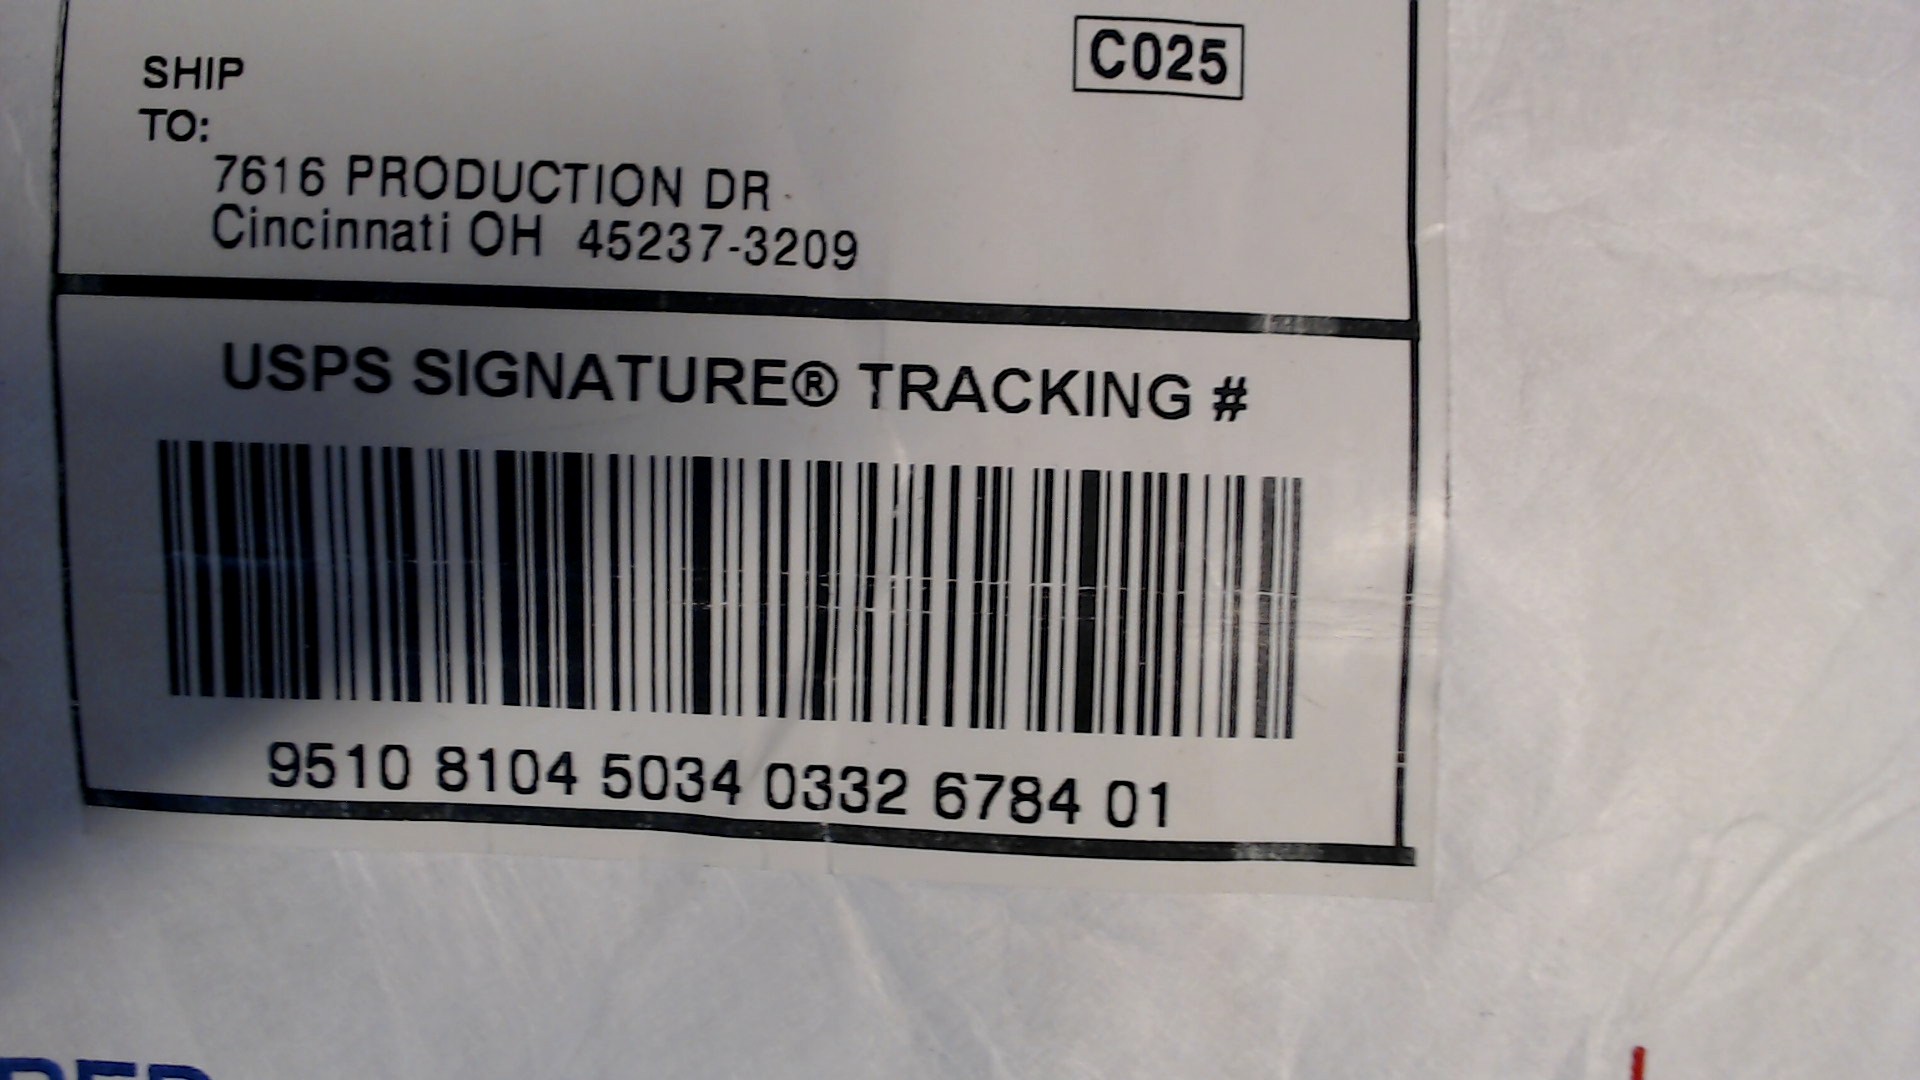 C025
SHIP
TO:
7616 PRODUCTION DR
Cincinnati OH 45237-3209
USPS SIGNATURE® TRACKING #
9510 8104 5034 0332 6784 01